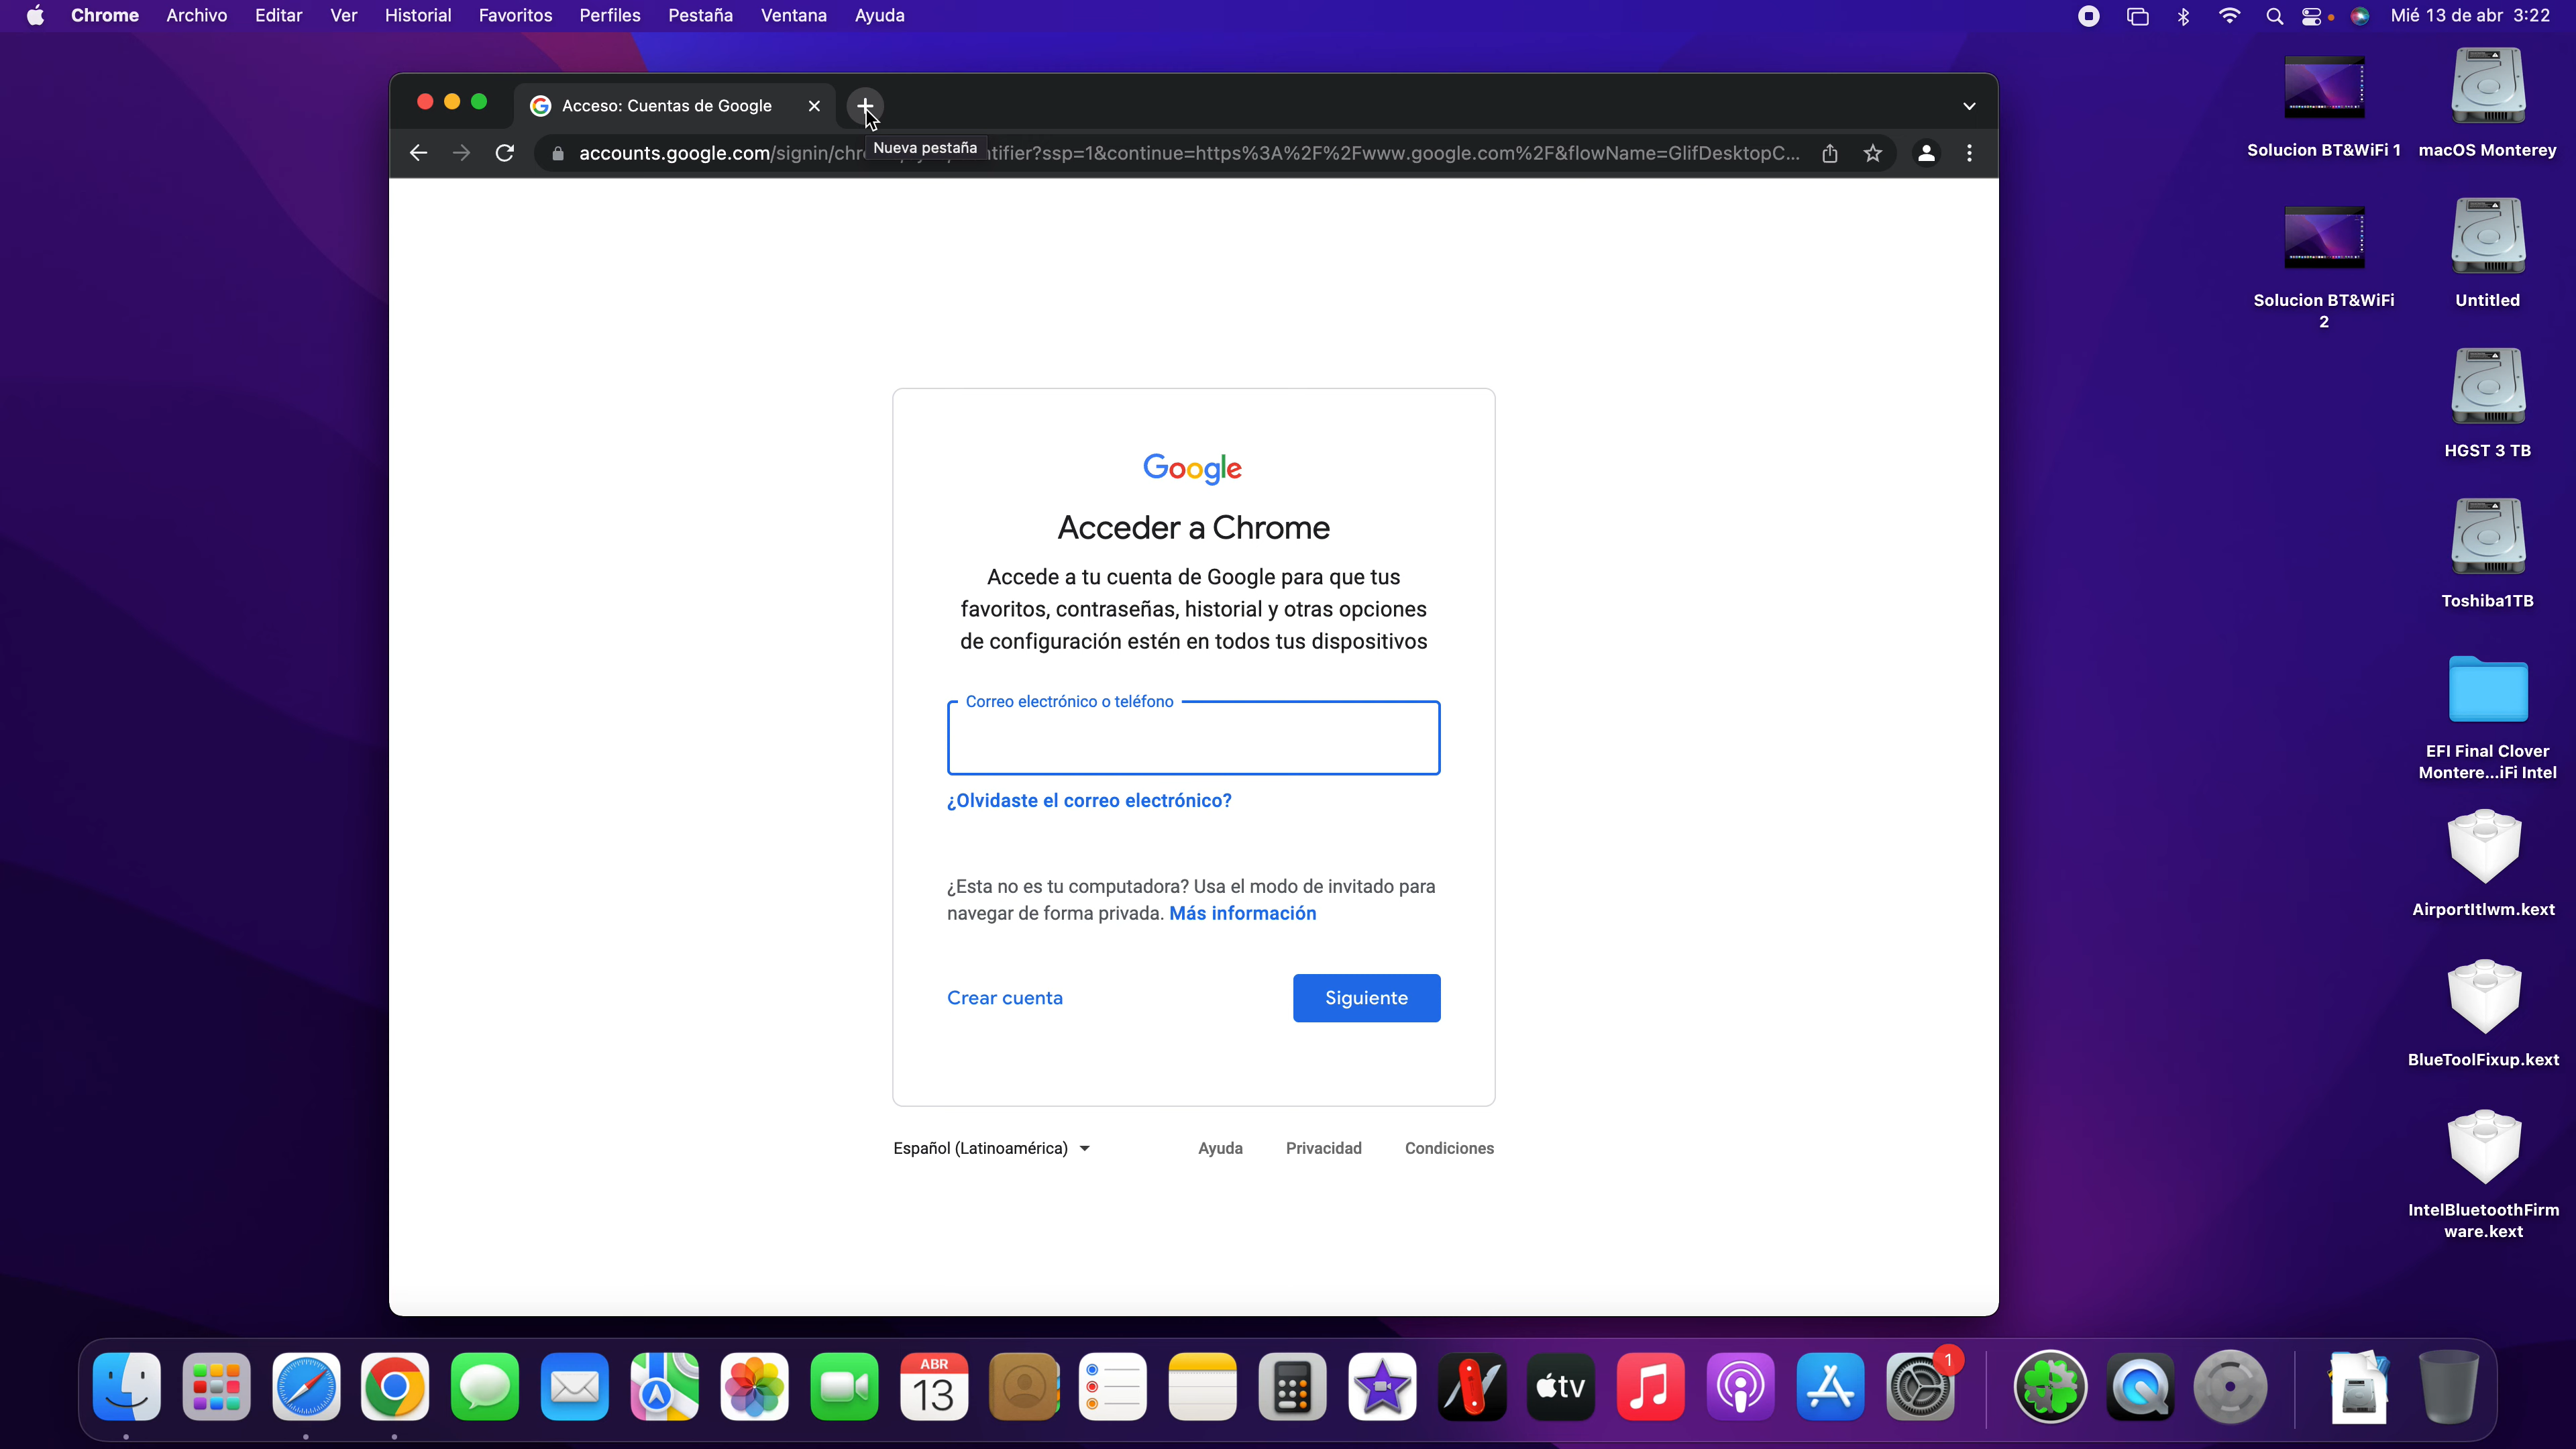 Chrome Archivo Editar Ver Historial Favoritos Perfiles Pestaña Ventana Ayuda
Mié 13 de abr 3:22
Acceso: Cuentas de Google
Nueva pestaña
accounts.google.com/signin/chr
tifier?ssp=1&continue=https%3A%2F%2Fwww.google.com%2F&flowName=GlifDesktopC...
Google
Acceder a Chrome
Accede a tu cuenta de Google para que tus
favoritos, contraseñas, historial y otras opciones
de configuración estén en todos tus dispositivos
Correo electrónico o teléfono
¿Olvidaste el correo electrónico?
¿Esta no es tu computadora? Usa el modo de invitado para
navegar de forma privada. Más información
Crear cuenta
Siguiente
Español (Latinoamérica)
Ayuda
Privacidad
Condiciones
Solucion BT&WiFi 1
macOS Monterey
Solucion BT&WiFi
2
Untitled
HGST 3 TB
Toshiba1TB
EFI Final Clover
Montere...iFi Intel
AirportItlwm.kext
BlueToolFixup.kext
IntelBluetoothFirm
ware.kext
ABR
13
tv
1